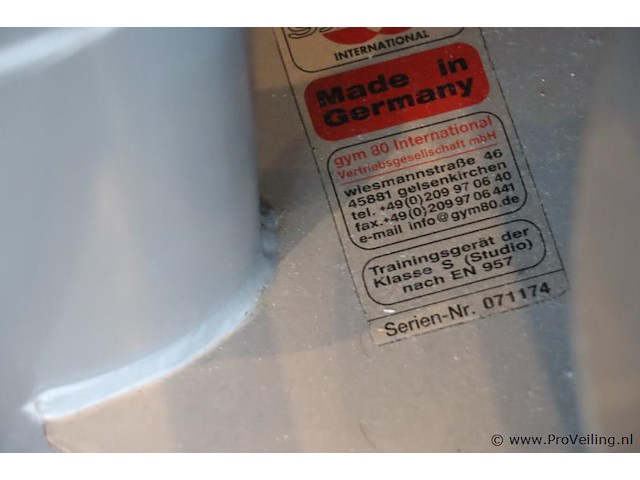 INTERNATIONAL
Made in
Germany
gym 80 International
Vertriebsgesellschaft mbH
wiesmannstraße 46
45881 gelsenkirchen
tel. +49(0)209 97 06 40
fax.+49(0)209 97 06 441
e-mail info@gym80.de
Trainingsgerät der
Klasse S (Studio)
nach EN 957
Serien-Nr. 071174
© www.ProVeiling.nl